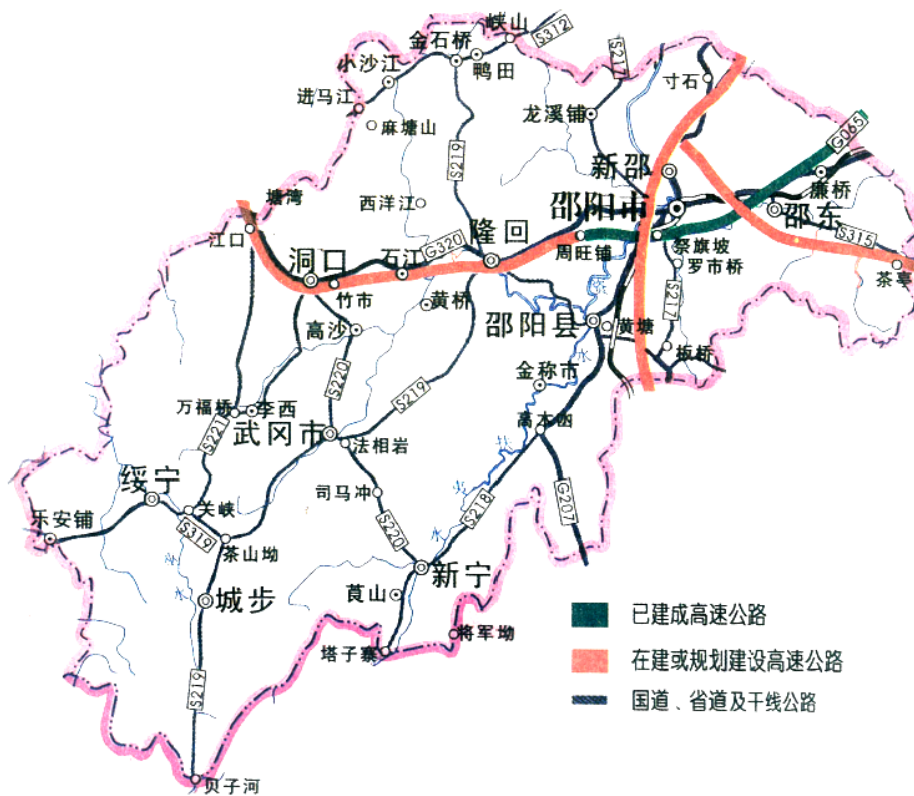 峡山
S312
金石桥
鸭田
小沙江
进马江
麻塘山
S219
S217
寸石
龙溪铺
G065
新邵
廉桥
邵阳市
邵东
S315
茶亭
塘湾
江口
西洋江
隆回
G320
周旺铺
祭旗坡
罗市桥
洞口
石江
竹市
黄桥
S217
高沙
邵阳县
黄塘
板桥
S220
S219
金称市
万福桥
李西
S221
武冈市
法相岩
高本凼
绥宁
关峡
司马冲
S218
G207
乐安铺
S319
茶山坳
S220
新宁
城步
莨山
将军坳
塔子寨
S219
贝子河
已建成高速公路
在建或规划建设高速公路
国道、省道及干线公路